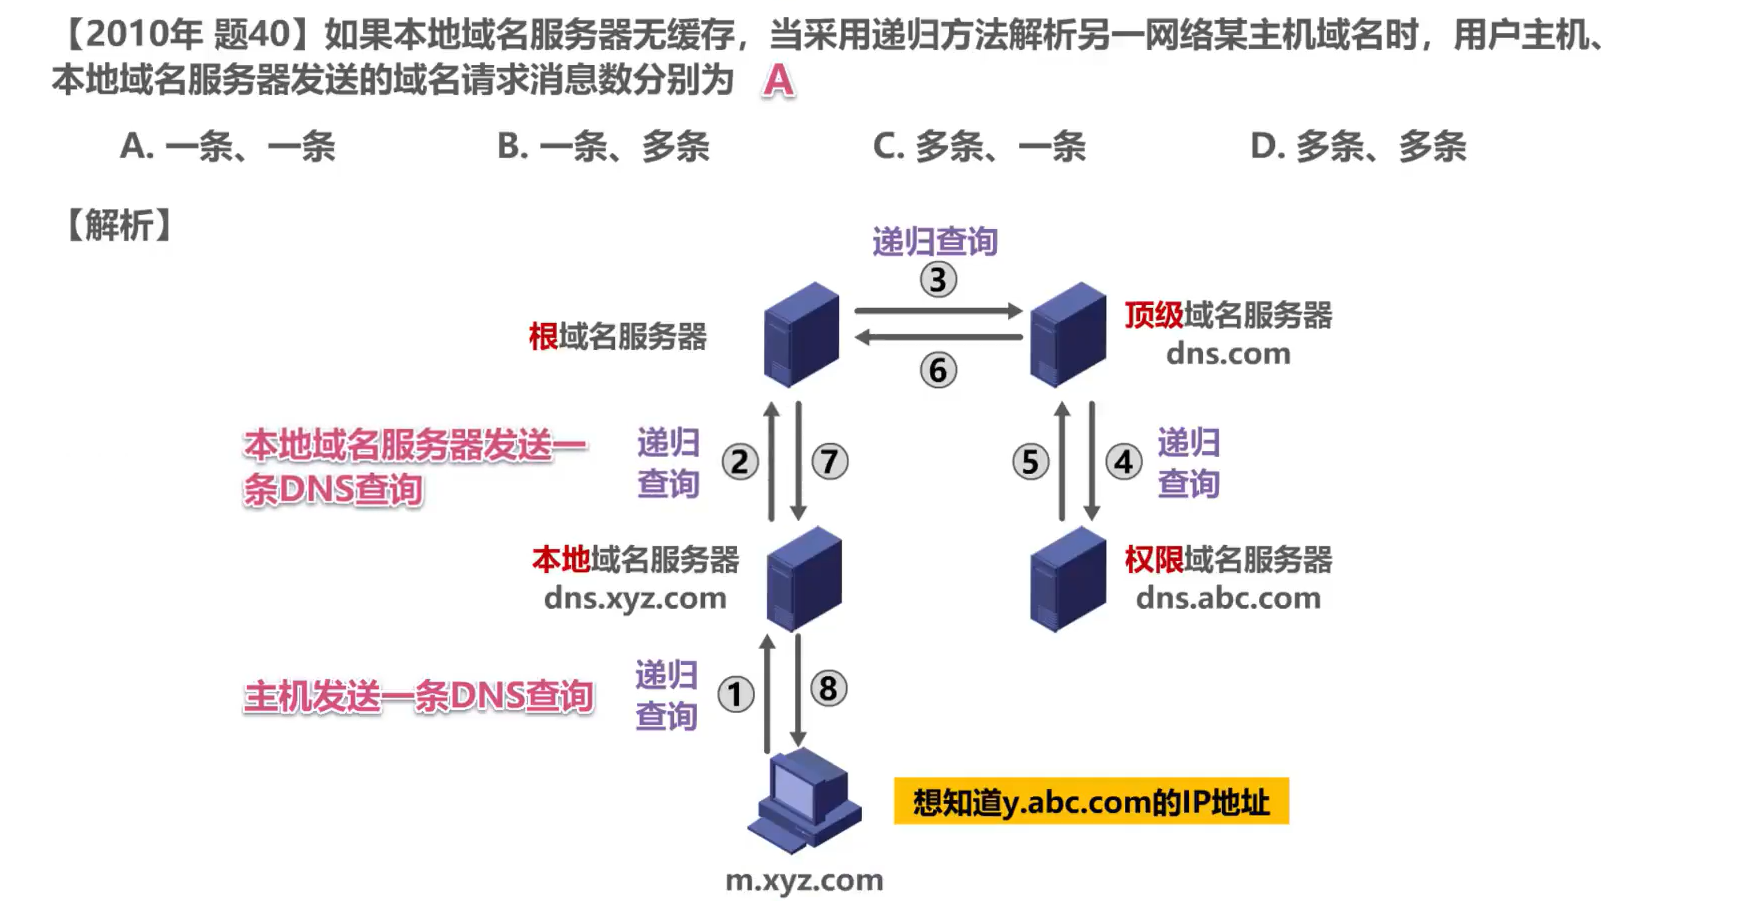 【2010年 题40】如果本地域名服务器无缓存，当采用递归方法解析另一网络某主机域名时，用户主机、
本地域名服务器发送的域名请求消息数分别为 A
A. 一条、一条 B. 一条、多条 C. 多条、一条 D. 多条、多条
【解析】
递归查询
③
根域名服务器
顶级域名服务器
dns.com
⑥
本地域名服务器发送一
条DNS查询
递归
查询
②
⑦
⑤
④
递归
查询
本地域名服务器
dns.xyz.com
权限域名服务器
dns.abc.com
主机发送一条DNS查询
递归
查询
①
⑧
想知道y.abc.com的IP地址
m.xyz.com